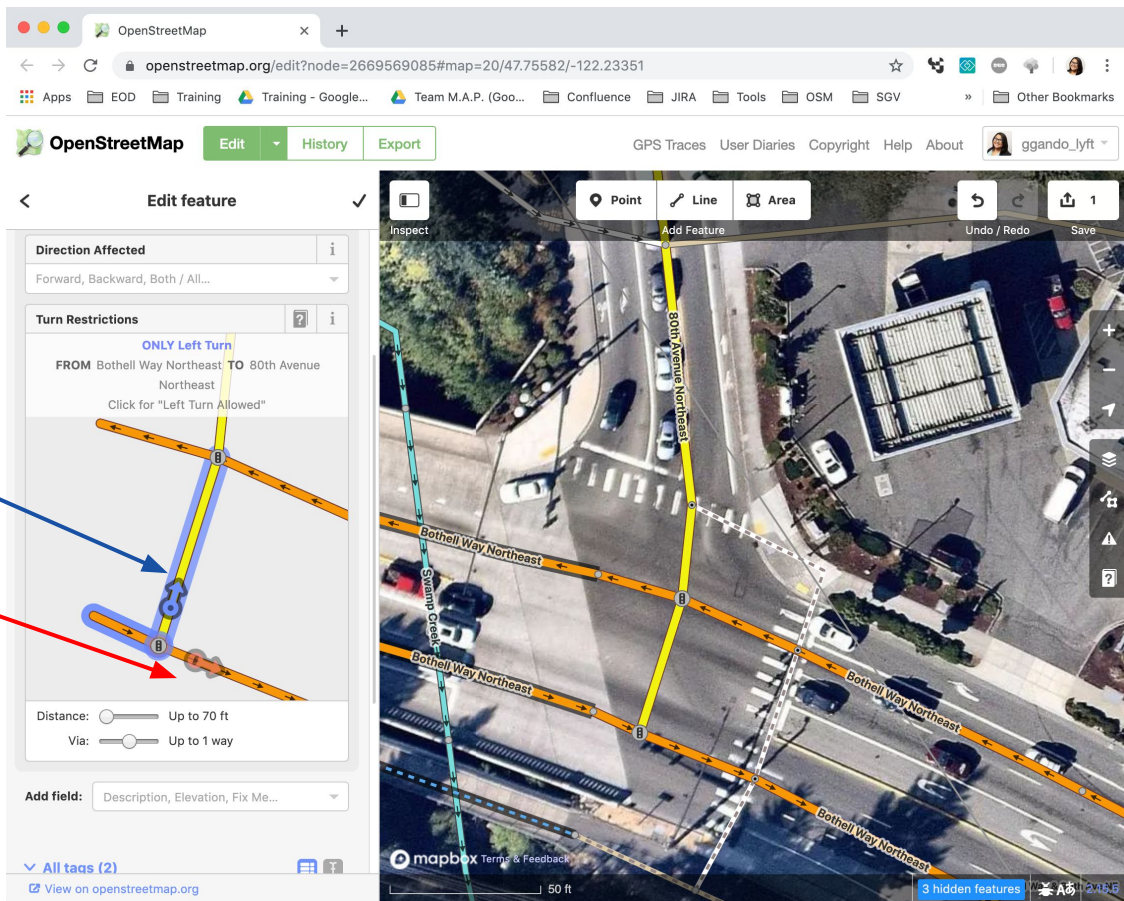 OpenStreetMap
openstreetmap.org/edit?node=2669569085#map=20/47.75582/-122.23351
Apps EOD Training Training - Google... Team M.A.P. (Goo... Confluence JIRA Tools OSM SGV » Other Bookmarks
OpenStreetMap Edit History Export GPS Traces User Diaries Copyright Help About ggando_lyft
Edit feature
Inspect
Point Line Area
Add Feature
Undo / Redo
1
Save
Direction Affected
Forward, Backward, Both / All...
Turn Restrictions
ONLY Left Turn
FROM Bothell Way Northeast TO 80th Avenue
Northeast
Click for "Left Turn Allowed"
Distance: Up to 70 ft
Via: Up to 1 way
Add field: Description, Elevation, Fix Me...
All tags (2)
View on openstreetmap.org
80th Avenue Northeast
Bothell Way Northeast
Swamp Creek
Bothell Way Northeast
Bothell Way Northeast
Bothell Way Northeast
mapbox Terms & Feedback
50 ft
3 hidden features